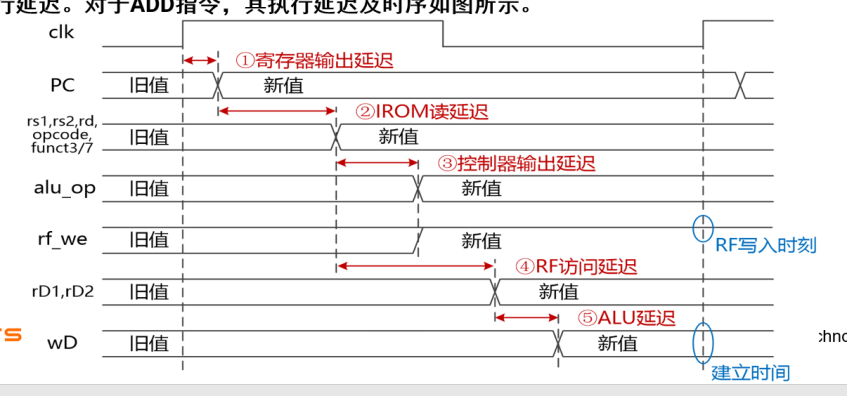 行延迟。对于ADD指令，其执行延迟及时序如图所示。
clk
①寄存器输出延迟
PC 旧值 新值
②IROM读延迟
rs1,rs2,rd,
opcode,
funct3/7
旧值 新值
③控制器输出延迟
alu_op 旧值 新值
rf_we 旧值 新值
RF写入时刻
④RF访问延迟
rD1,rD2 旧值 新值
⑤ALU延迟
wD 旧值 新值
建立时间